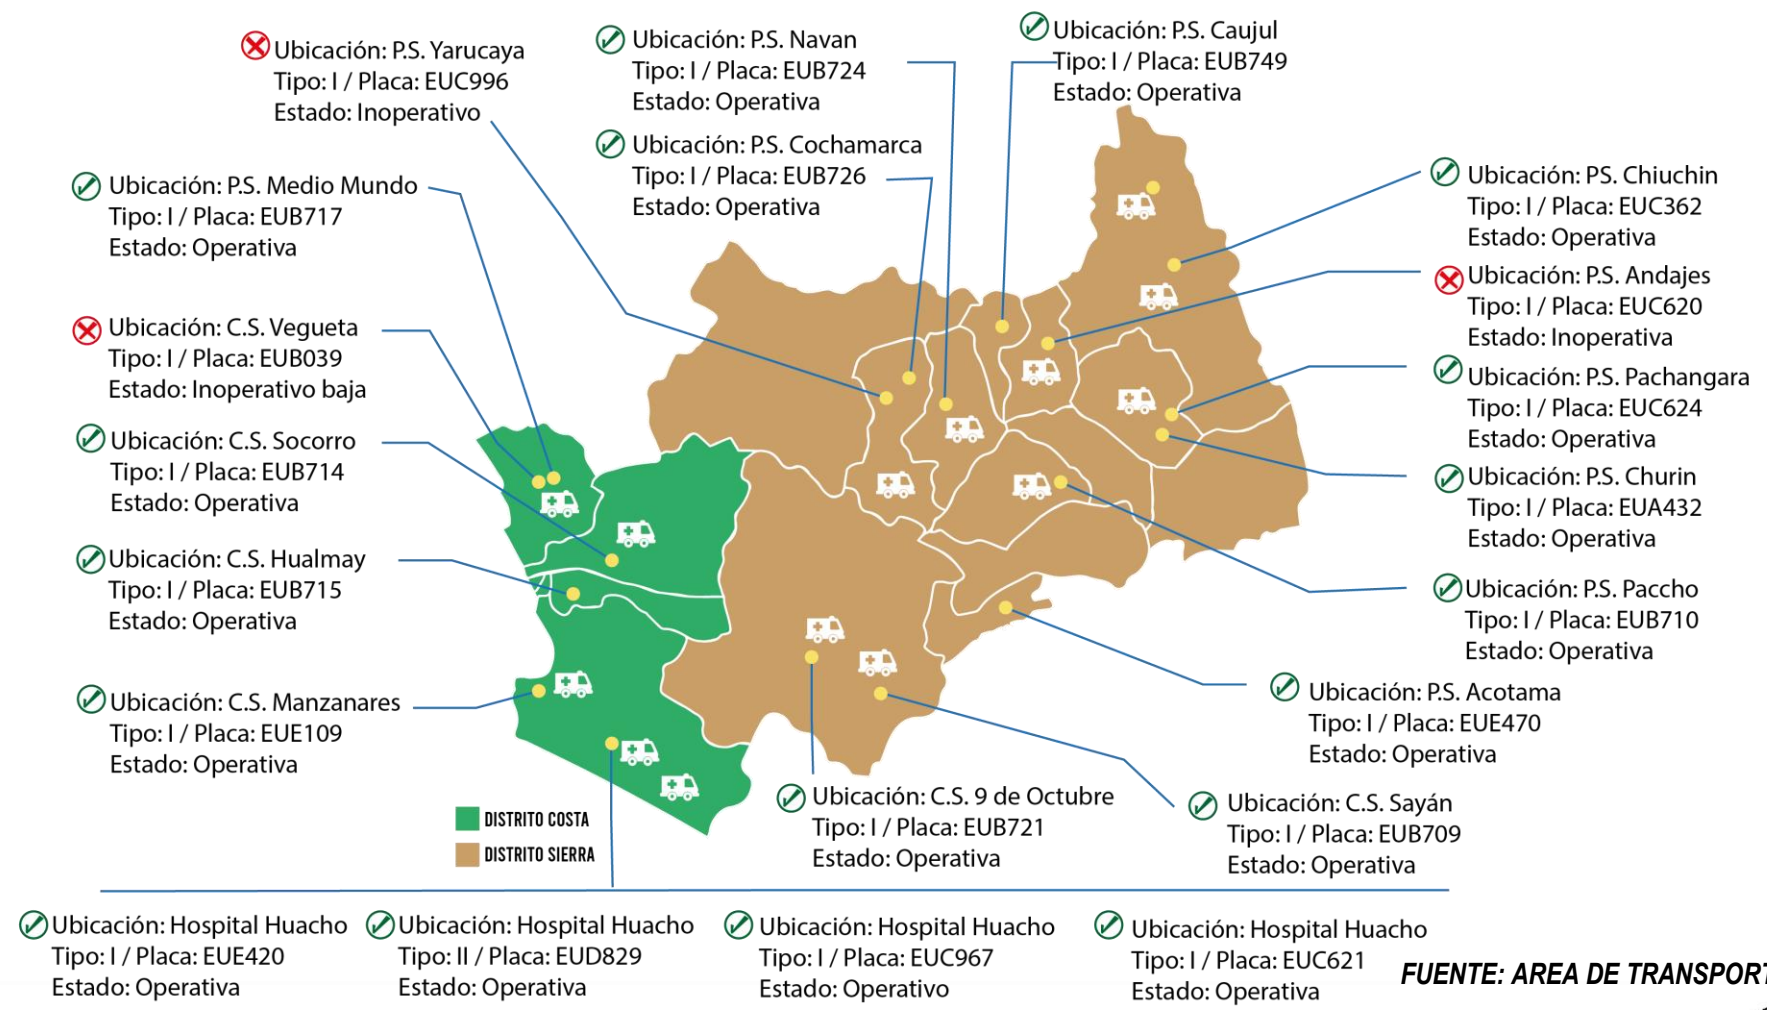 Ubicación: P.S. Yarucaya
Tipo: I / Placa: EUC996
Estado: Inoperativo
Ubicación: P.S. Navan
Tipo: I / Placa: EUB724
Estado: Operativa
Ubicación: P.S. Caujul
Tipo: I / Placa: EUB749
Estado: Operativa
Ubicación: P.S. Cochamarca
Tipo: I / Placa: EUB726
Estado: Operativa
Ubicación: P.S. Medio Mundo
Tipo: I / Placa: EUB717
Estado: Operativa
Ubicación: PS. Chiuchin
Tipo: I / Placa: EUC362
Estado: Operativa
Ubicación: P.S. Andajes
Tipo: I / Placa: EUC620
Estado: Inoperativa
Ubicación: C.S. Vegueta
Tipo: I / Placa: EUB039
Estado: Inoperativo baja
Ubicación: P.S. Pachangara
Tipo: I / Placa: EUC624
Estado: Operativa
Ubicación: C.S. Socorro
Tipo: I / Placa: EUB714
Estado: Operativa
Ubicación: P.S. Churin
Tipo: I / Placa: EUA432
Estado: Operativa
Ubicación: C.S. Hualmay
Tipo: I / Placa: EUB715
Estado: Operativa
Ubicación: P.S. Paccho
Tipo: I / Placa: EUB710
Estado: Operativa
Ubicación: C.S. Manzanares
Tipo: I / Placa: EUE109
Estado: Operativa
Ubicación: P.S. Acotama
Tipo: I / Placa: EUE470
Estado: Operativa
Ubicación: C.S. 9 de Octubre
Tipo: I / Placa: EUB721
Estado: Operativa
Ubicación: C.S. Sayán
Tipo: I / Placa: EUB709
Estado: Operativa
DISTRITO COSTA
DISTRITO SIERRA
Ubicación: Hospital Huacho
Tipo: I / Placa: EUE420
Estado: Operativa
Ubicación: Hospital Huacho
Tipo: II / Placa: EUD829
Estado: Operativa
Ubicación: Hospital Huacho
Tipo: I / Placa: EUC967
Estado: Operativo
Ubicación: Hospital Huacho
Tipo: I / Placa: EUC621
Estado: Operativa
FUENTE: AREA DE TRANSPORT